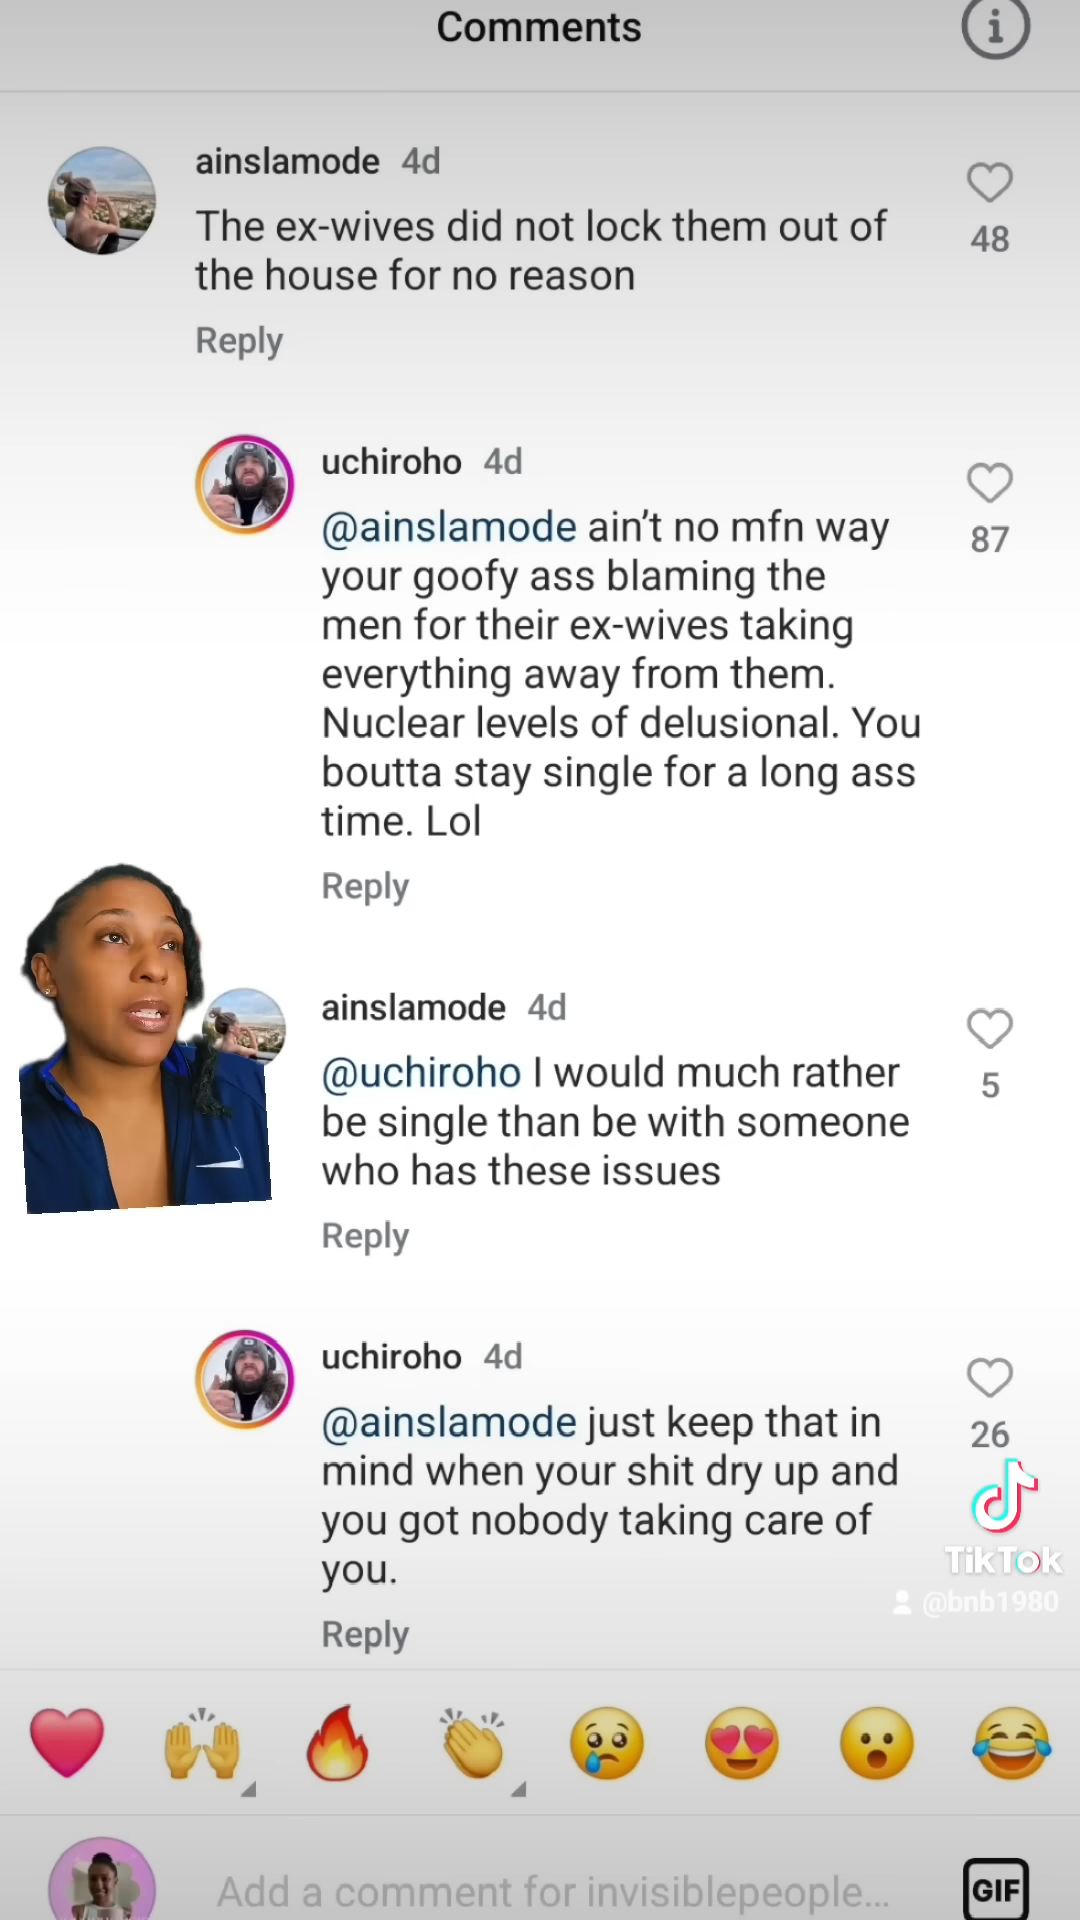 Comments
ainslamode 4d
The ex-wives did not lock them out of
the house for no reason
48
Reply
uchiroho 4d
@ainslamode ain't no mfn way
your goofy ass blaming the
men for their ex-wives taking
everything away from them.
Nuclear levels of delusional. You
boutta stay single for a long ass
time. Lol
87
Reply
ainslamode 4d
@uchiroho I would much rather
be single than be with someone
who has these issues
5
Reply
uchiroho 4d
@ainslamode just keep that in
mind when your shit dry up and
you got nobody taking care of
you.
26
Reply
TikTok
@bnb1980
Add a comment for invisiblepeople...
GIF